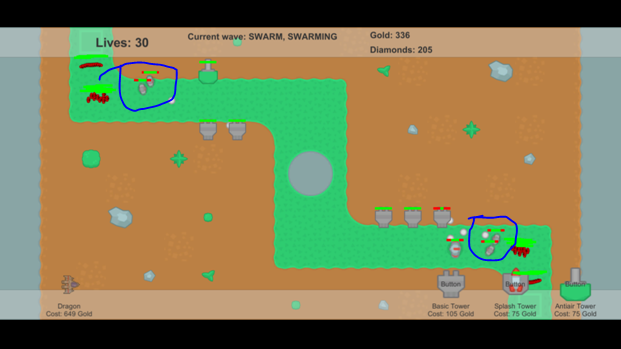 Lives: 30
Current wave: SWARM, SWARMING
Gold: 336
Diamonds: 205
Button
Button
Button
Dragon
Cost: 649 Gold
Basic Tower
Cost: 105 Gold
Splash Tower
Cost: 75 Gold
Antiair Tower
Cost: 75 Gold